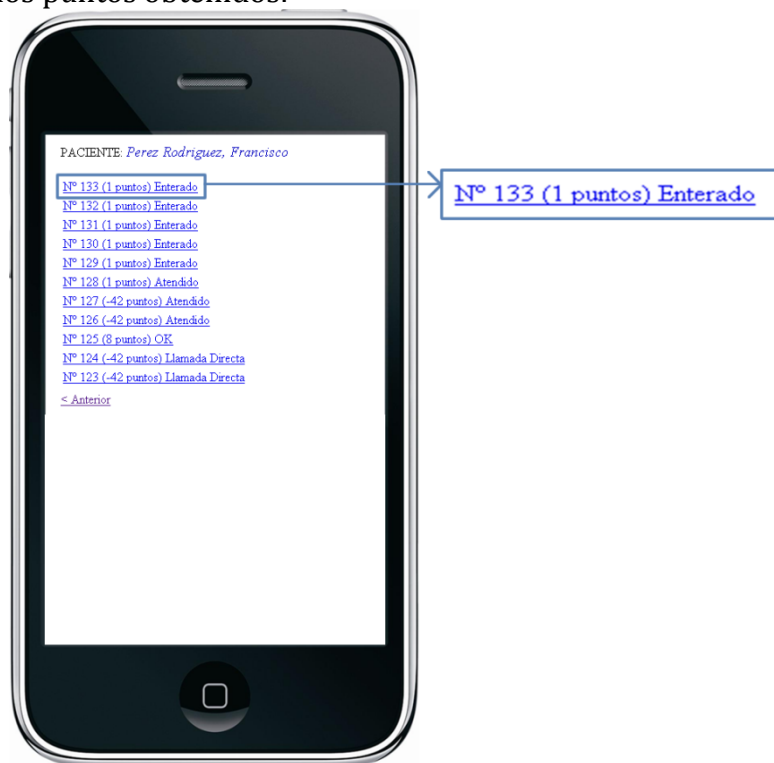 los puntos obtenidos.
PACIENTE: Perez Rodriguez, Francisco
Nº 133 (1 puntos) Enterado
Nº 132 (1 puntos) Enterado
Nº 131 (1 puntos) Enterado
Nº 130 (1 puntos) Enterado
Nº 129 (1 puntos) Enterado
Nº 128 (1 puntos) Atendido
Nº 127 (-42 puntos) Atendido
Nº 126 (-42 puntos) Atendido
Nº 125 (8 puntos) OK
Nº 124 (-42 puntos) Llamada Directa
Nº 123 (-42 puntos) Llamada Directa
< Anterior
Nº 133 (1 puntos) Enterado